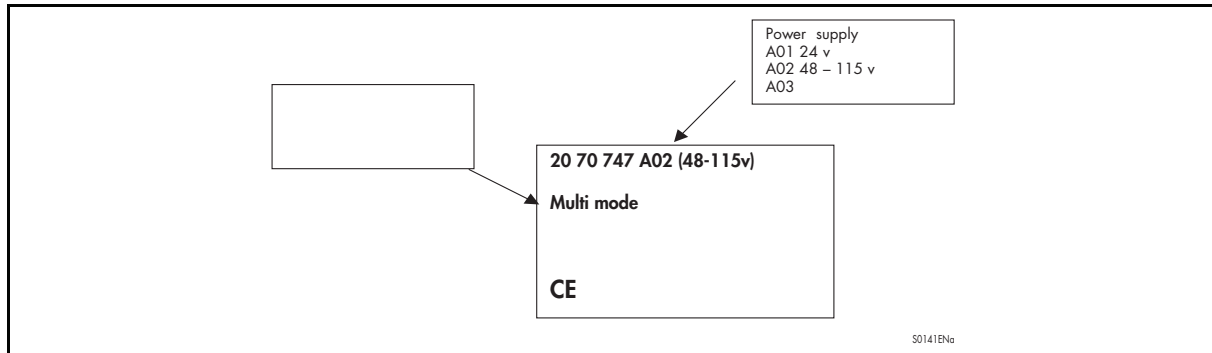 Power supply
A01 24 v
A02 48 – 115 v
A03
20 70 747 A02 (48-115v)
Multi mode
CE
S0141ENa